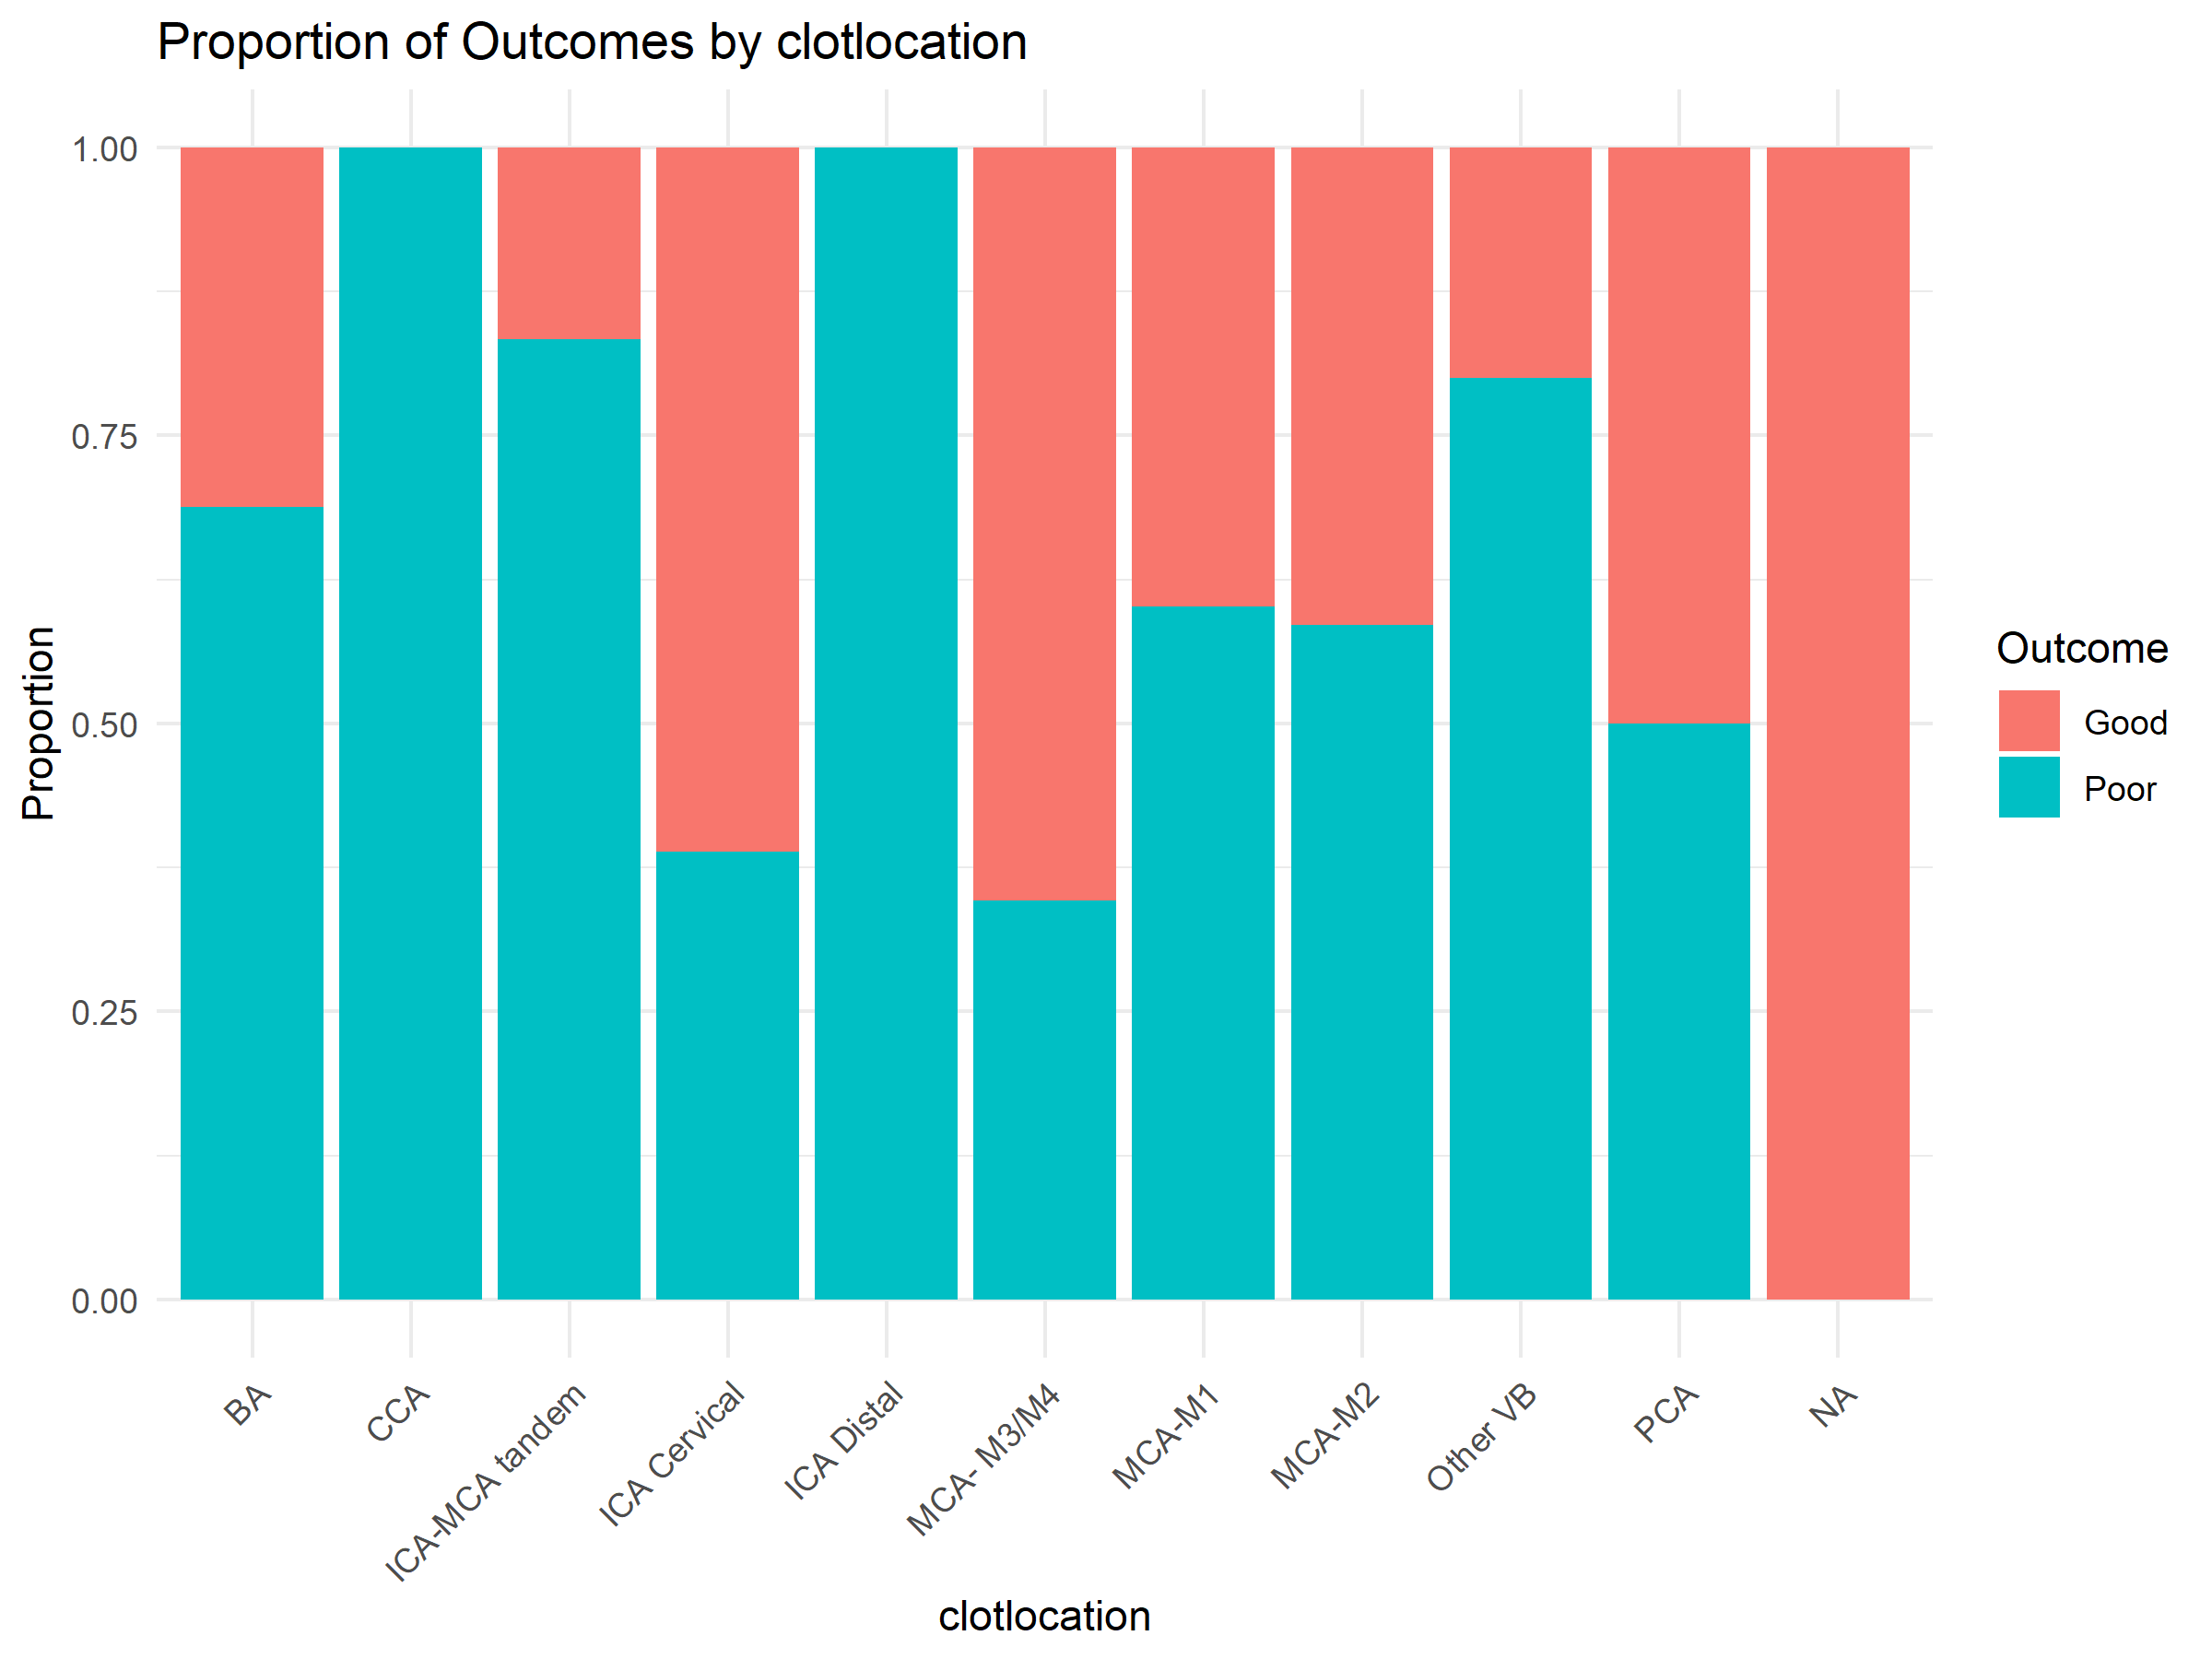 Proportion of Outcomes by clotlocation
1.00
0.75
0.50
0.25
0.00
Proportion
BA
CCA
ICA-MCA tandem
ICA Cervical
ICA Distal
MCA- M3/M4
MCA-M1
MCA-M2
Other VB
PCA
NA
clotlocation
Outcome
Good
Poor